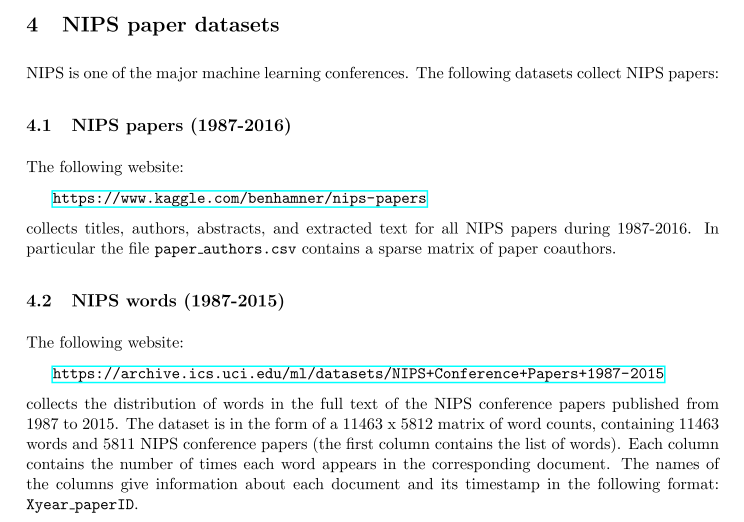 4 NIPS paper datasets
NIPS is one of the major machine learning conferences. The following datasets collect NIPS papers:
4.1 NIPS papers (1987-2016)
The following website:
https://www.kaggle.com/benhamner/nips-papers
collects titles, authors, abstracts, and extracted text for all NIPS papers during 1987-2016. In
particular the file paper_authors.csv contains a sparse matrix of paper coauthors.
4.2 NIPS words (1987-2015)
The following website:
https://archive.ics.uci.edu/ml/datasets/NIPS+Conference+Papers+1987-2015
collects the distribution of words in the full text of the NIPS conference papers published from
1987 to 2015. The dataset is in the form of a 11463 x 5812 matrix of word counts, containing 11463
words and 5811 NIPS conference papers (the first column contains the list of words). Each column
contains the number of times each word appears in the corresponding document. The names of
the columns give information about each document and its timestamp in the following format:
Xyear_paperID.